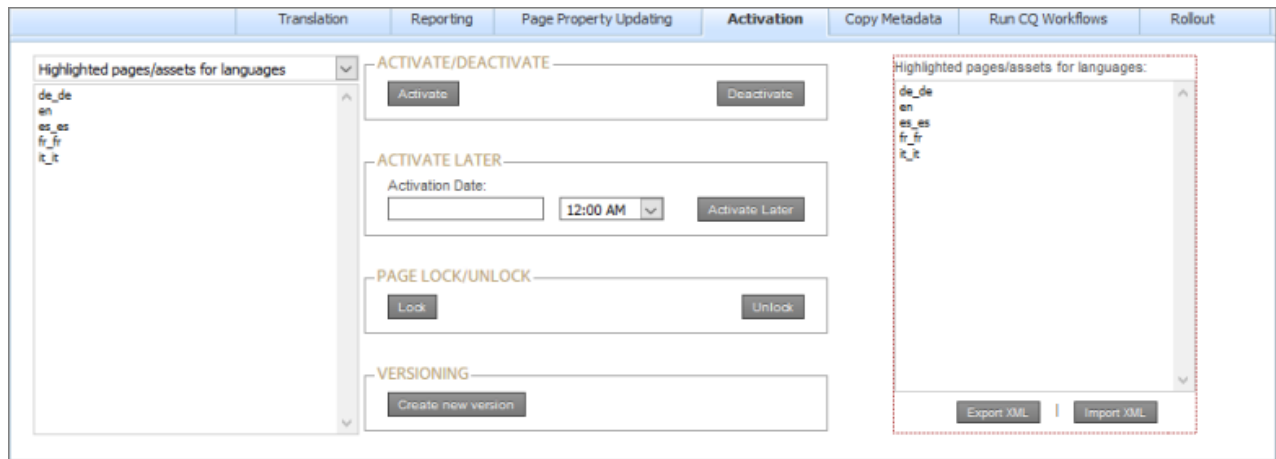 Translation Reporting Page Property Updating Activation Copy Metadata Run CQ Workflows Rollout
Highlighted pages/assets for languages
de_de
en
es_es
fr_fr
it_it
ACTIVATE/DEACTIVATE
Activate Deactivate
ACTIVATE LATER
Activation Date:
12:00 AM Activate Later
PAGE LOCK/UNLOCK
Lock Unlock
VERSIONING
Create new version
Highlighted pages/assets for languages:
de_de
en
es_es
fr_fr
it_it
Export XML | Import XML